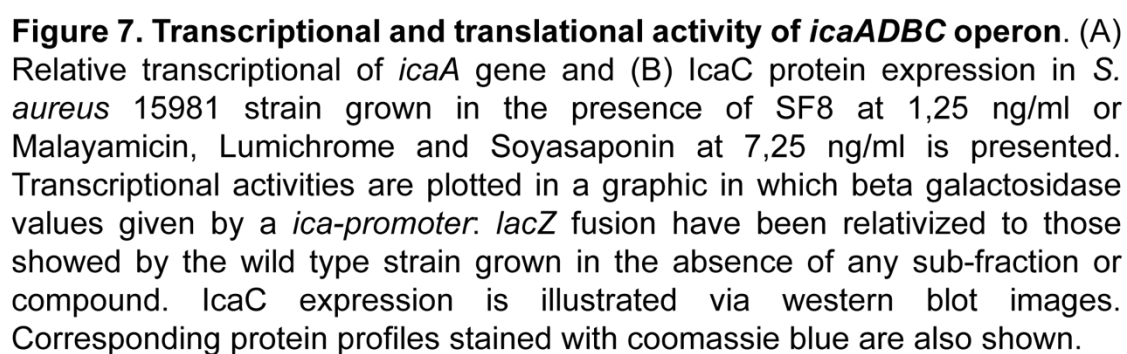 Figure 7. Transcriptional and translational activity of icaADBC operon. (A)
Relative transcriptional of icaA gene and (B) IcaC protein expression in S.
aureus 15981 strain grown in the presence of SF8 at 1,25 ng/ml or
Malayamicin, Lumichrome and Soyasaponin at 7,25 ng/ml is presented.
Transcriptional activities are plotted in a graphic in which beta galactosidase
values given by a ica-promoter: lacZ fusion have been relativized to those
showed by the wild type strain grown in the absence of any sub-fraction or
compound. IcaC expression is illustrated via western blot images.
Corresponding protein profiles stained with coomassie blue are also shown.